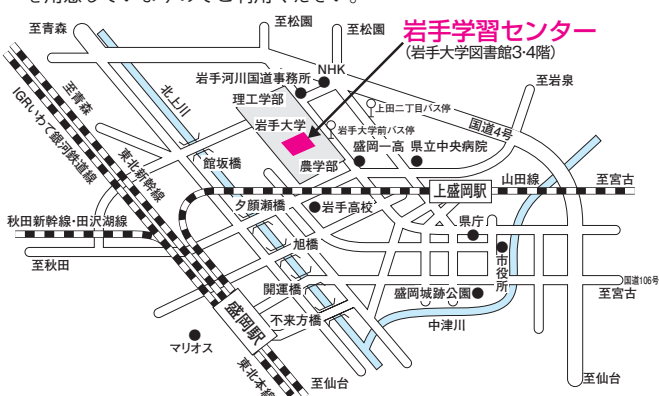 を用意していますのでご利用ください。
至青森
至松園
至松園
岩手学習センター
(岩手大学図書館3·4階)
NHK
岩手河川国道事務所
至青森
北上川
理工学部
至岩泉
上田二丁目バス停
IGRいわて銀河鉄道線
岩手大学
岩手大学前バス停
国道4号
東北新幹線
館坂橋
農学部
盛岡一高
県立中央病院
上盛岡駅
山田線
至宮古
夕顔瀬橋
岩手高校
秋田新幹線・田沢湖線
県庁
旭橋
市役所
至秋田
開運橋
盛岡城跡公園
国道106号
至宮古
盛岡駅
不来方橋
中津川
マリオス
東北本線
至仙台
至仙台